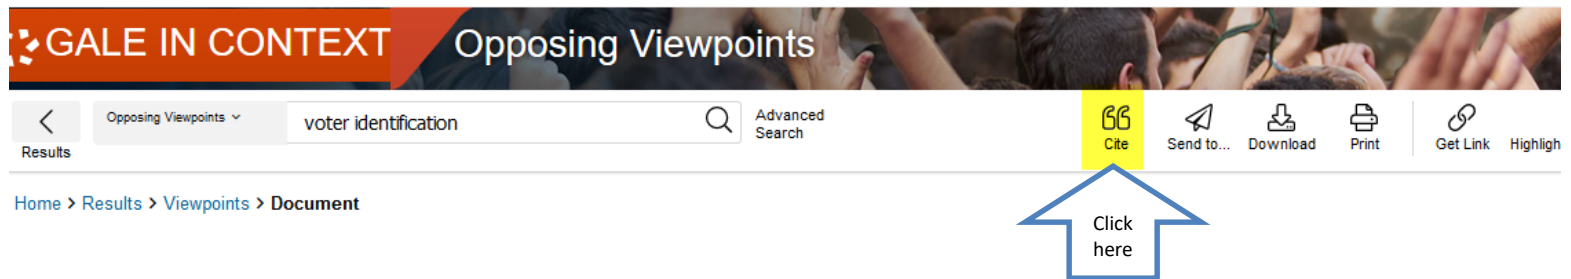 GALE IN CONTEXT Opposing Viewpoints
Results
Opposing Viewpoints
voter identification
Advanced
Search
Cite
Send to...
Download
Print
Get Link
Highligh
Home > Results > Viewpoints > Document
Click
here